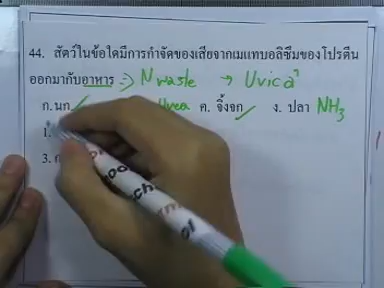 44. สัตว์ในข้อใดมีการกำจัดของเสียจากเมแทบอลิซึมของโปรตีน
ออกมากับอาหาร :-) N waste → Uric a
ก. นก ✓ Urea ค. จิ้งจก ✓ ง. ปลา NH3
1.
3. ก